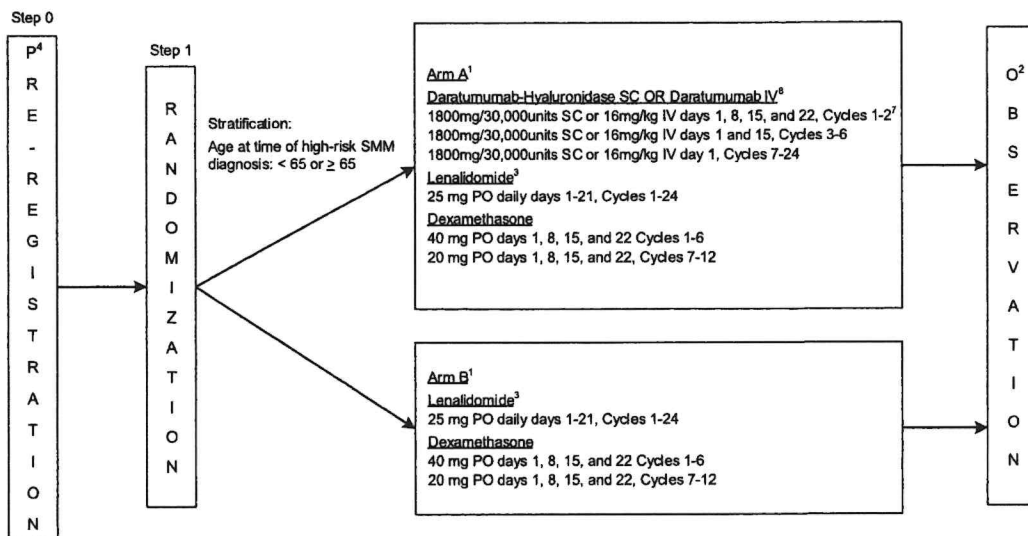 Step 0
P⁴RE-REGISTRATION
Step 1
RANDOMIZATION
Stratification:
Age at time of high-risk SMM
diagnosis: < 65 or ≥ 65
Arm A¹
Daratumumab-Hyaluronidase SC OR Daratumumab IV⁸
1800mg/30,000units SC or 16mg/kg IV days 1, 8, 15, and 22, Cycles 1-2⁷
1800mg/30,000units SC or 16mg/kg IV days 1 and 15, Cycles 3-6
1800mg/30,000units SC or 16mg/kg IV day 1, Cycles 7-24
Lenalidomide³
25 mg PO daily days 1-21, Cycles 1-24
Dexamethasone
40 mg PO days 1, 8, 15, and 22 Cycles 1-6
20 mg PO days 1, 8, 15, and 22, Cycles 7-12
Arm B¹
Lenalidomide³
25 mg PO daily days 1-21, Cycles 1-24
Dexamethasone
40 mg PO days 1, 8, 15, and 22 Cycles 1-6
20 mg PO days 1, 8, 15, and 22, Cycles 7-12
O²BSERVATION